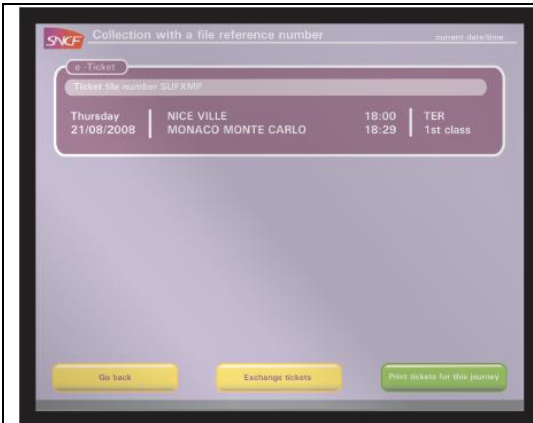 SNCF Collection with a file reference number current date/time
e -Ticket
Ticket file number SUFXMP
Thursday NICE VILLE 18:00 TER
21/08/2008 MONACO MONTE CARLO 18:29 1st class
Go back Exchange tickets Print tickets for this journey